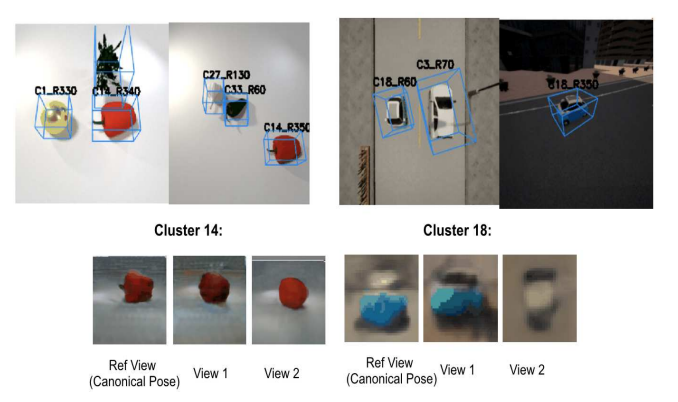 C1_R330
C14_R340
C27_R130
C33_R60
C14_R350
C18_R60
C3_R70
C18_R350
Cluster 14:
Cluster 18:
Ref View
(Canonical Pose)
View 1
View 2
Ref View
(Canonical Pose)
View 1
View 2